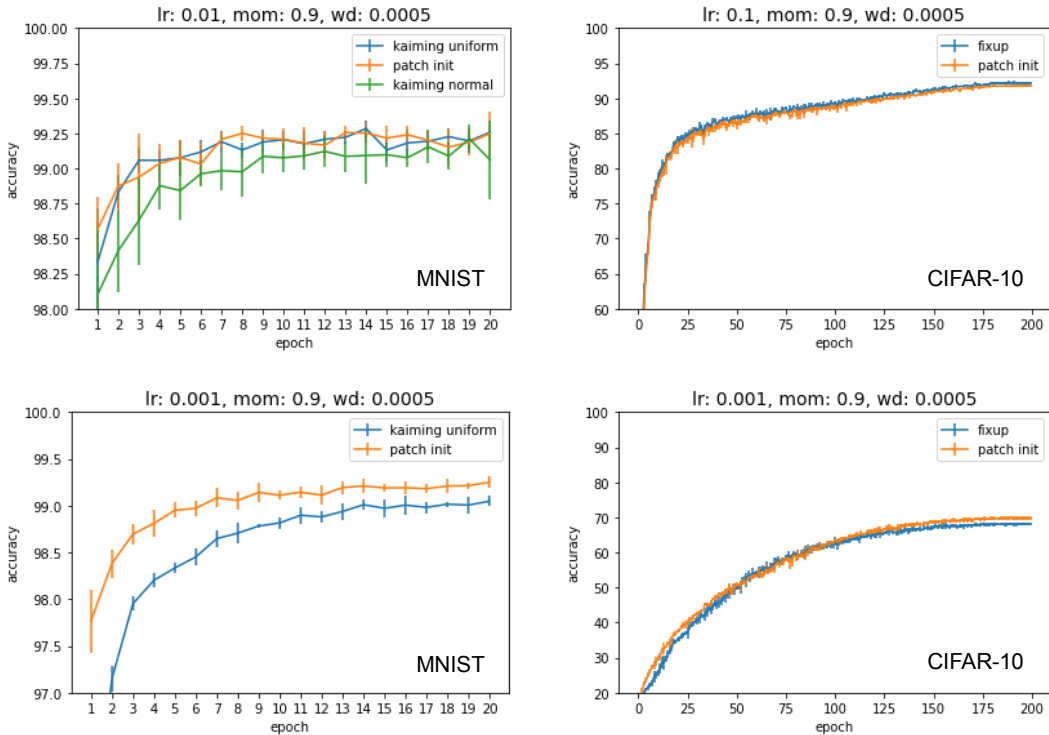 lr: 0.01, mom: 0.9, wd: 0.0005
100.00
99.75
99.50
99.25
99.00
98.75
98.50
98.25
98.00
accuracy
kaiming uniform
patch init
kaiming normal
MNIST
1 2 3 4 5 6 7 8 9 10 11 12 13 14 15 16 17 18 19 20
epoch
lr: 0.1, mom: 0.9, wd: 0.0005
100
95
90
85
80
75
70
65
60
accuracy
fixup
patch init
CIFAR-10
0 25 50 75 100 125 150 175 200
epoch
lr: 0.001, mom: 0.9, wd: 0.0005
100.0
99.5
99.0
98.5
98.0
97.5
97.0
accuracy
kaiming uniform
patch init
MNIST
1 2 3 4 5 6 7 8 9 10 11 12 13 14 15 16 17 18 19 20
epoch
lr: 0.001, mom: 0.9, wd: 0.0005
100
90
80
70
60
50
40
30
20
accuracy
fixup
patch init
CIFAR-10
0 25 50 75 100 125 150 175 200
epoch